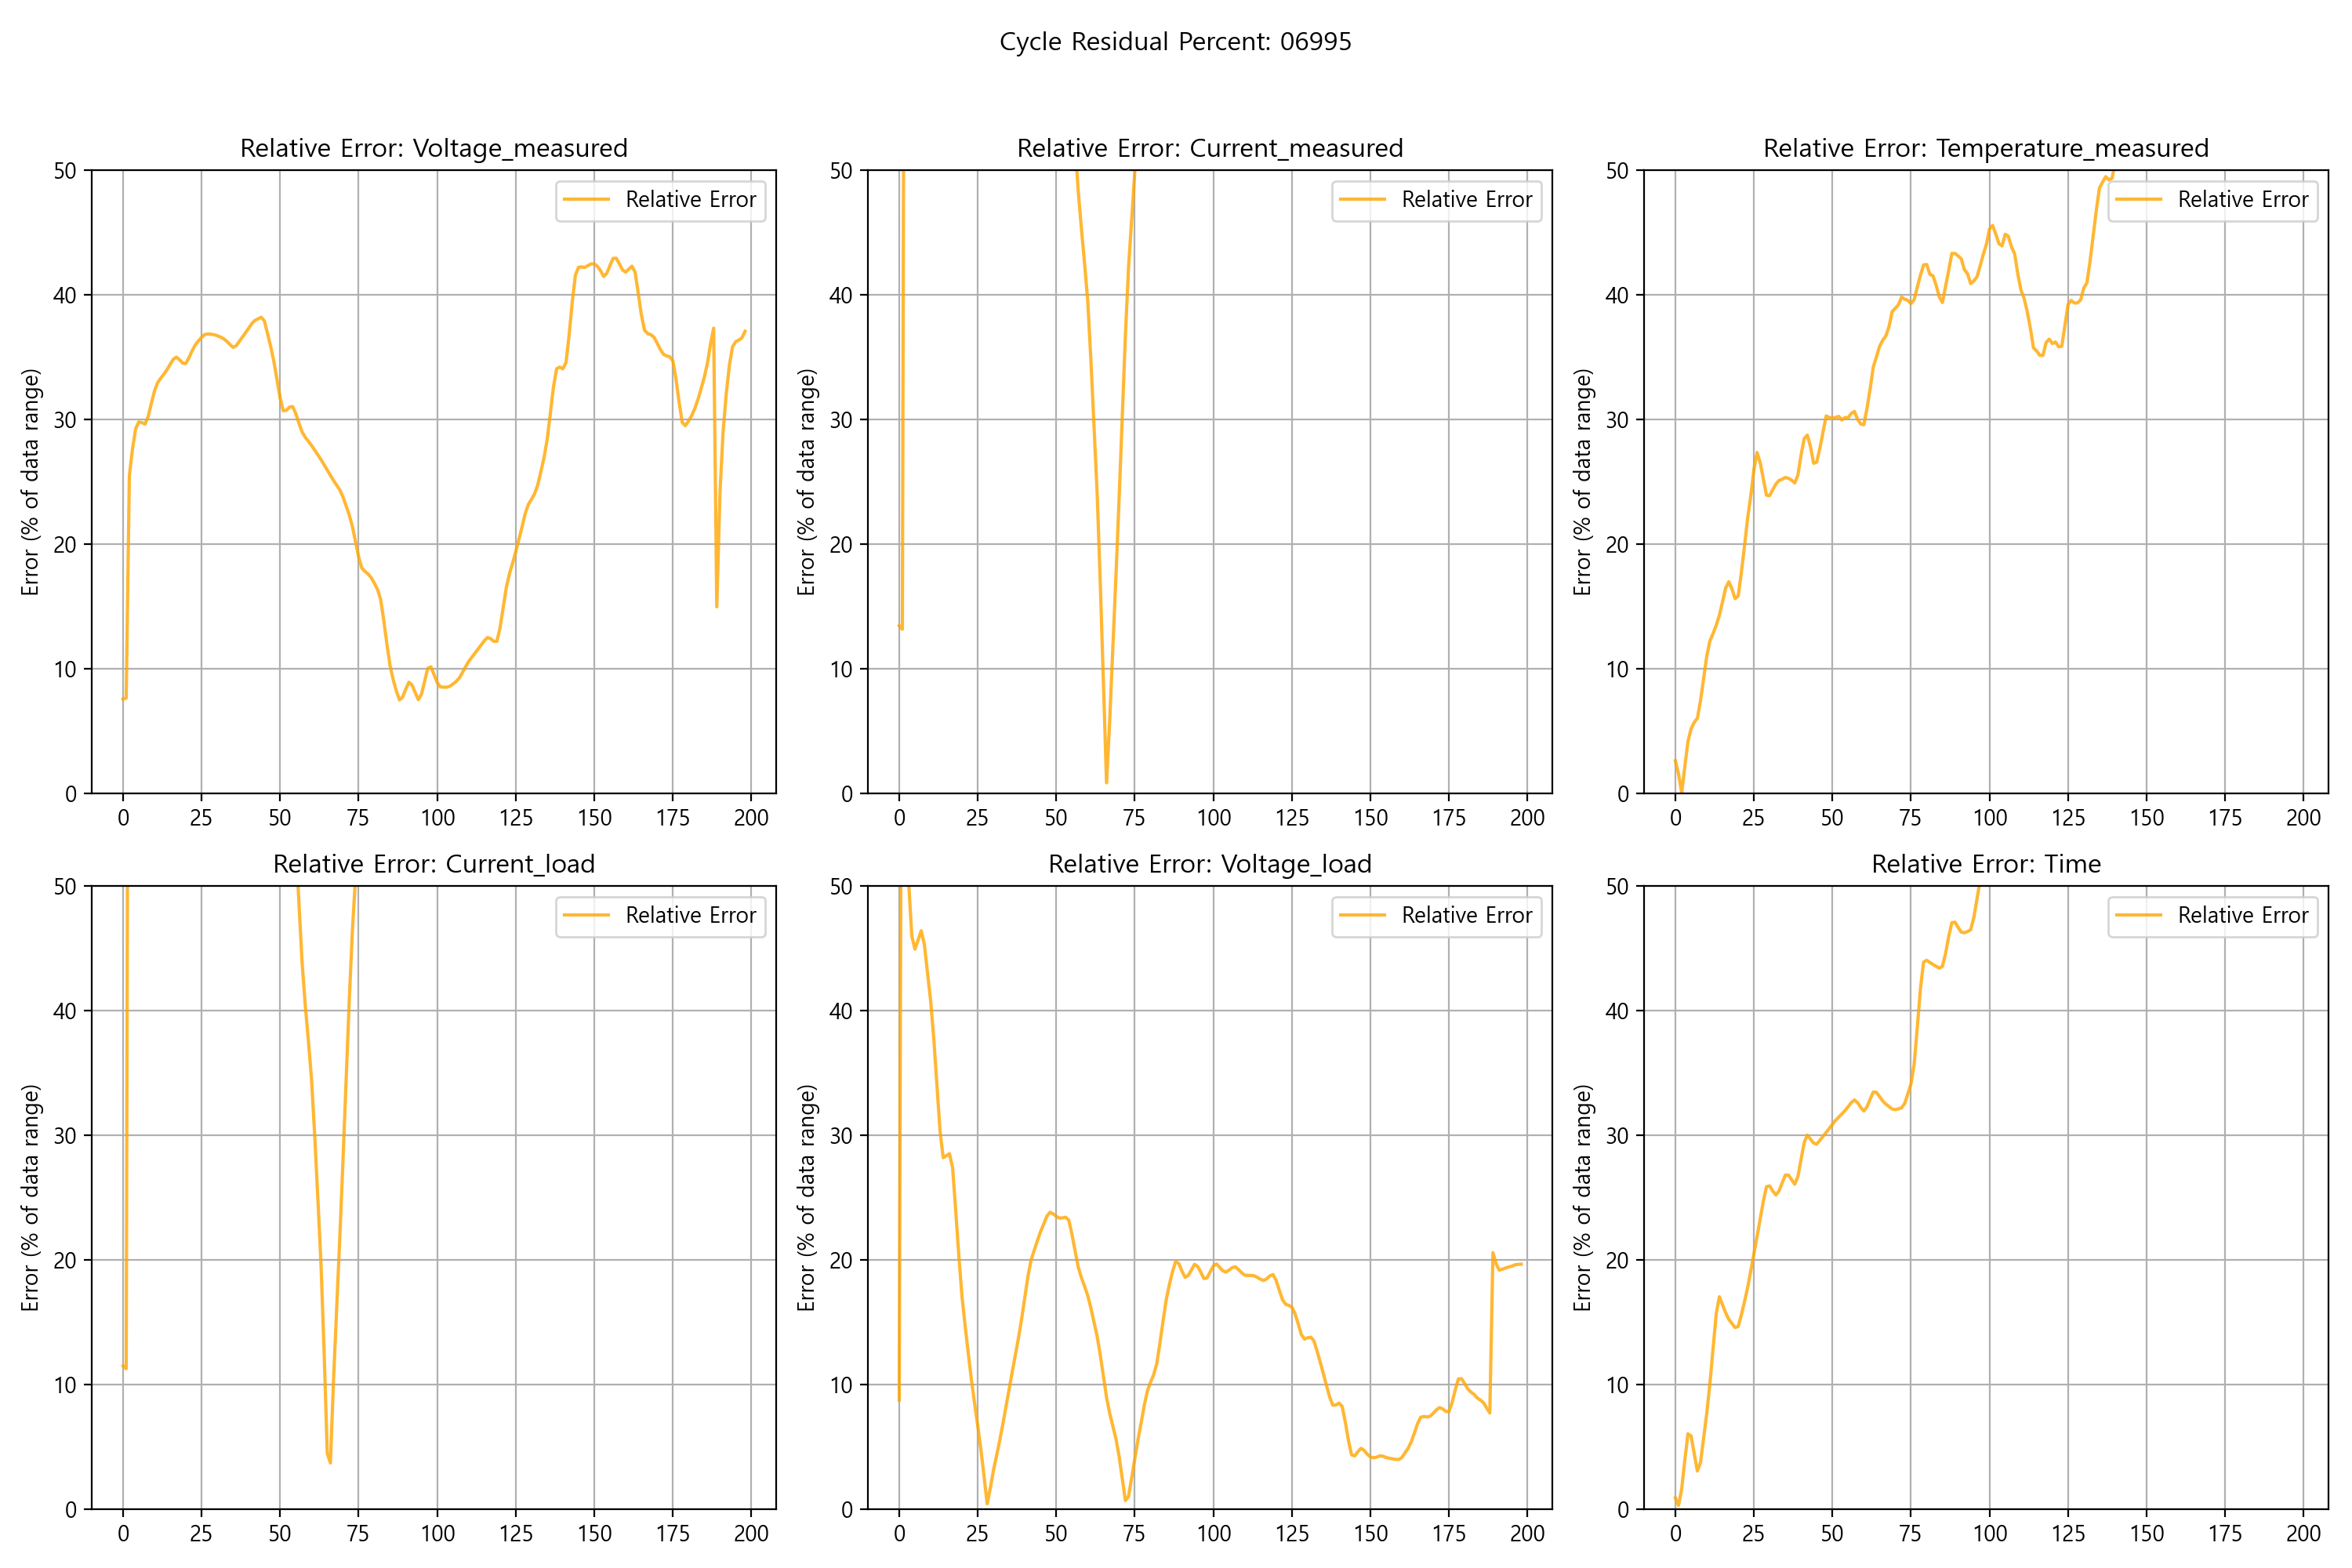 Cycle Residual Percent: 06995
Relative Error: Voltage_measured
Relative Error
Error (% of data range)
50
40
30
20
10
0
0 25 50 75 100 125 150 175 200
Relative Error: Current_measured
Relative Error
Error (% of data range)
50
40
30
20
10
0
0 25 50 75 100 125 150 175 200
Relative Error: Temperature_measured
Relative Error
Error (% of data range)
50
40
30
20
10
0
0 25 50 75 100 125 150 175 200
Relative Error: Current_load
Relative Error
Error (% of data range)
50
40
30
20
10
0
0 25 50 75 100 125 150 175 200
Relative Error: Voltage_load
Relative Error
Error (% of data range)
50
40
30
20
10
0
0 25 50 75 100 125 150 175 200
Relative Error: Time
Relative Error
Error (% of data range)
50
40
30
20
10
0
0 25 50 75 100 125 150 175 200